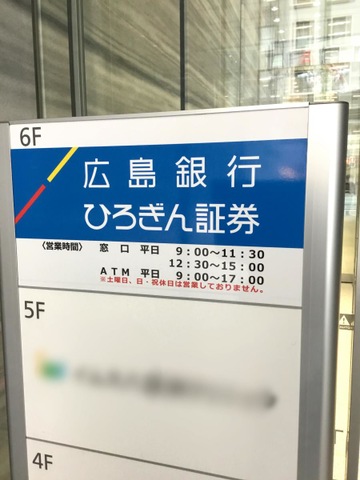 6F
広島銀行
ひろぎん証券
〈営業時間〉 窓口 平日 9:00〜11:30
12:30〜15:00
ATM 平日 9:00〜17:00
※土曜日、日・祝休日は営業しておりません。
5F
4F